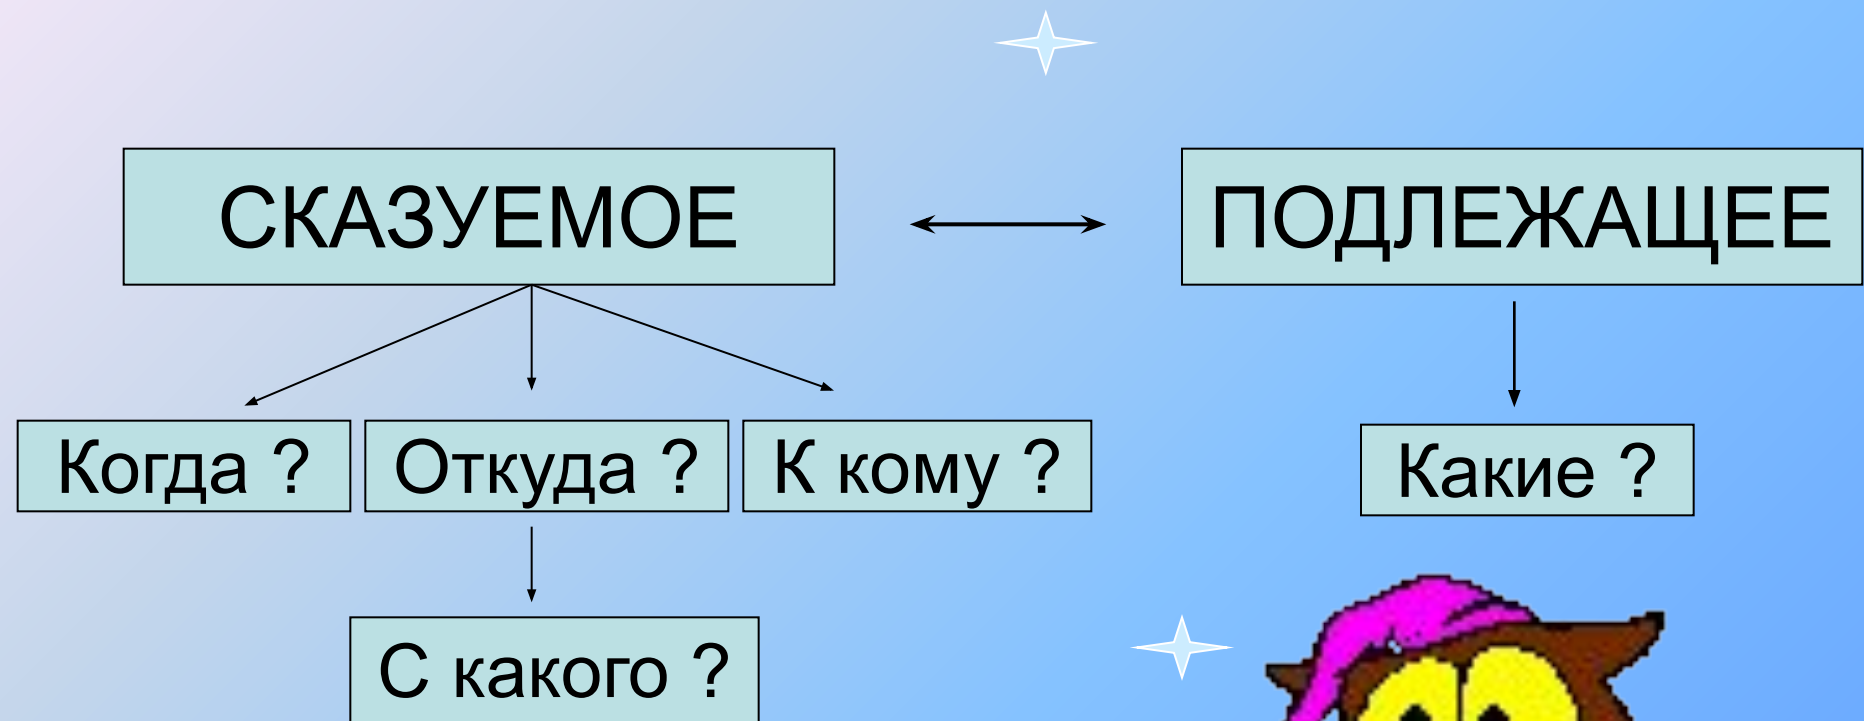 СКАЗУЕМОЕ
ПОДЛЕЖАЩЕЕ
Когда ?
Откуда ?
К кому ?
Какие ?
С какого ?